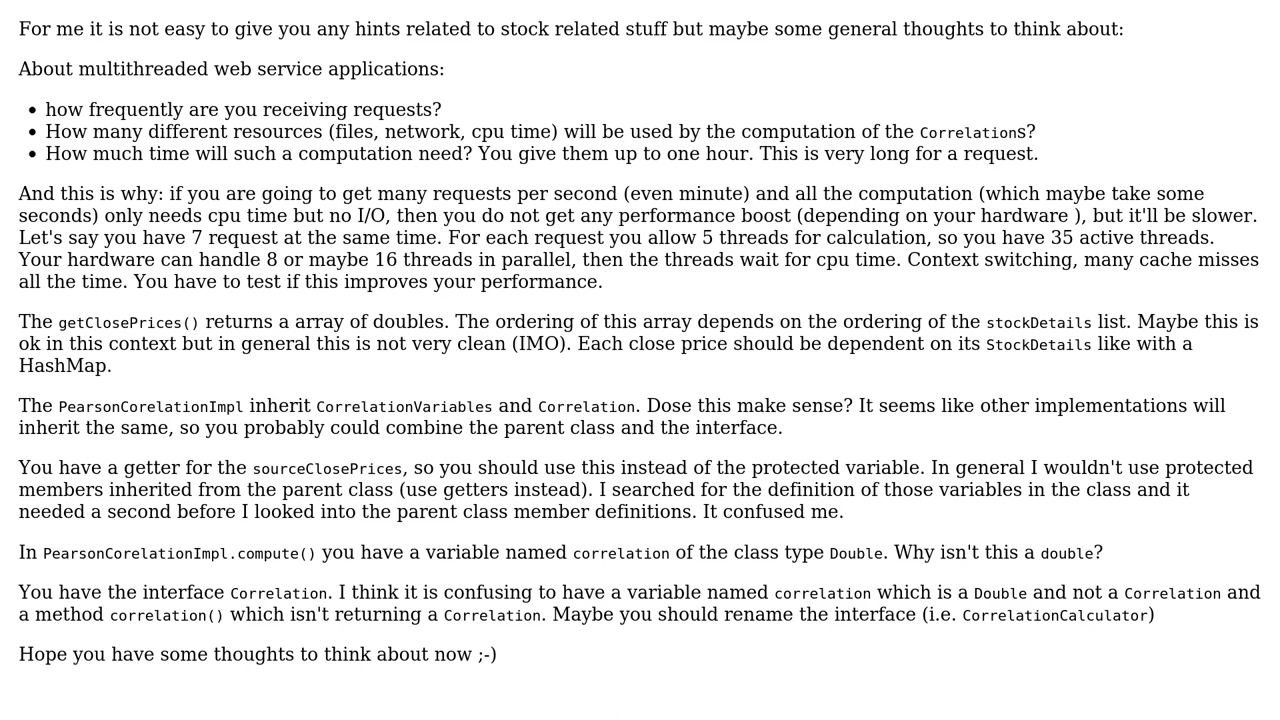 For me it is not easy to give you any hints related to stock related stuff but maybe some general thoughts to think about:
About multithreaded web service applications:
• how frequently are you receiving requests?
• How many different resources (files, network, cpu time) will be used by the computation of the Correlations?
• How much time will such a computation need? You give them up to one hour. This is very long for a request.
And this is why: if you are going to get many requests per second (even minute) and all the computation (which maybe take some
seconds) only needs cpu time but no I/O, then you do not get any performance boost (depending on your hardware ), but it'll be slower.
Let's say you have 7 request at the same time. For each request you allow 5 threads for calculation, so you have 35 active threads.
Your hardware can handle 8 or maybe 16 threads in parallel, then the threads wait for cpu time. Context switching, many cache misses
all the time. You have to test if this improves your performance.
The getClosePrices() returns a array of doubles. The ordering of this array depends on the ordering of the stockDetails list. Maybe this is
ok in this context but in general this is not very clean (IMO). Each close price should be dependent on its StockDetails like with a
HashMap.
The PearsonCorelationImpl inherit CorrelationVariables and Correlation. Dose this make sense? It seems like other implementations will
inherit the same, so you probably could combine the parent class and the interface.
You have a getter for the sourceClosePrices, so you should use this instead of the protected variable. In general I wouldn't use protected
members inherited from the parent class (use getters instead). I searched for the definition of those variables in the class and it
needed a second before I looked into the parent class member definitions. It confused me.
In PearsonCorelationImpl.compute() you have a variable named correlation of the class type Double. Why isn't this a double?
You have the interface Correlation. I think it is confusing to have a variable named correlation which is a Double and not a Correlation and
a method correlation() which isn't returning a Correlation. Maybe you should rename the interface (i.e. CorrelationCalculator)
Hope you have some thoughts to think about now ;-)